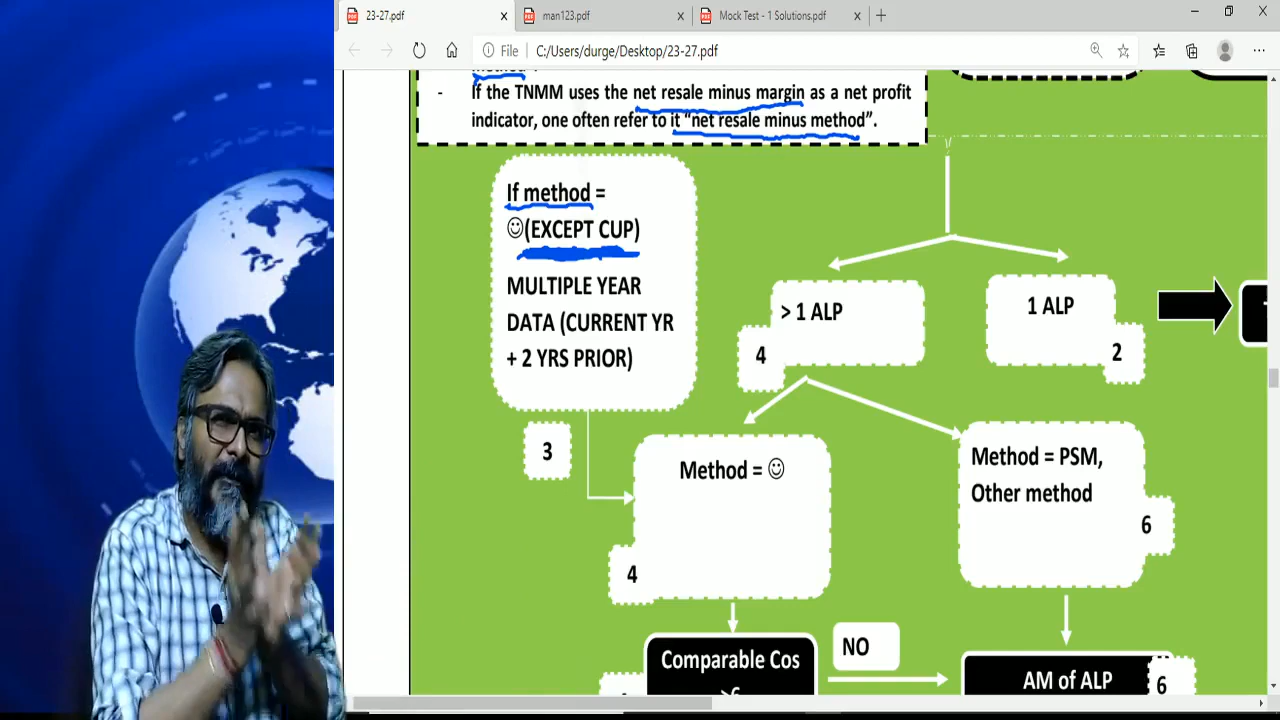 23-27.pdf
man123.pdf
Mock Test - 1 Solutions.pdf
File
C:/Users/durge/Desktop/23-27.pdf
- If the TNMM uses the net resale minus margin as a net profit
indicator, one often refer to it “net resale minus method”.
If method =
☺(EXCEPT CUP)
MULTIPLE YEAR
DATA (CURRENT YR
+ 2 YRS PRIOR)
3
> 1 ALP
4
1 ALP
2
Method = ☺
4
Method = PSM,
Other method
6
Comparable Cos
NO
AM of ALP
6